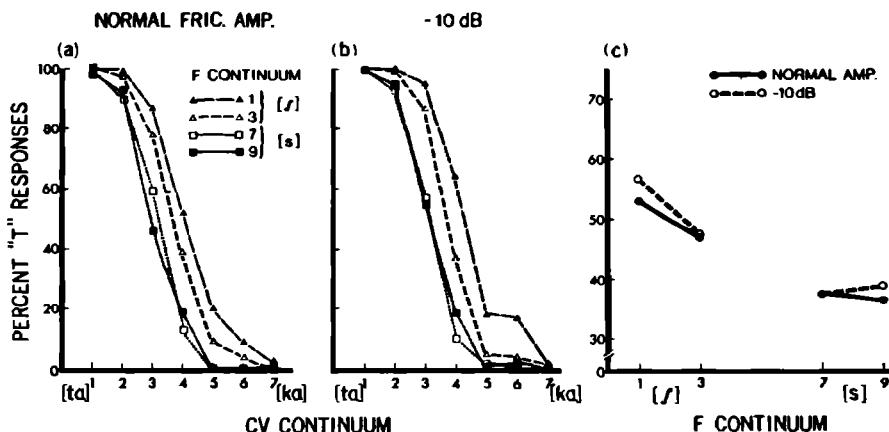 NORMAL FRIC. AMP.
-10 dB
(a)
(b)
(c)
100
80
60
40
20
0
PERCENT "T" RESPONSES
F CONTINUUM
1 [ʃ]
3
7 [s]
9
[ta] 1 2 3 4 5 6 7 [ka]
[ta] 1 2 3 4 5 6 7 [ka]
CV CONTINUUM
NORMAL AMP.
-10dB
70
60
50
40
30
0
1 3 7 9
[ʃ] [s]
F CONTINUUM